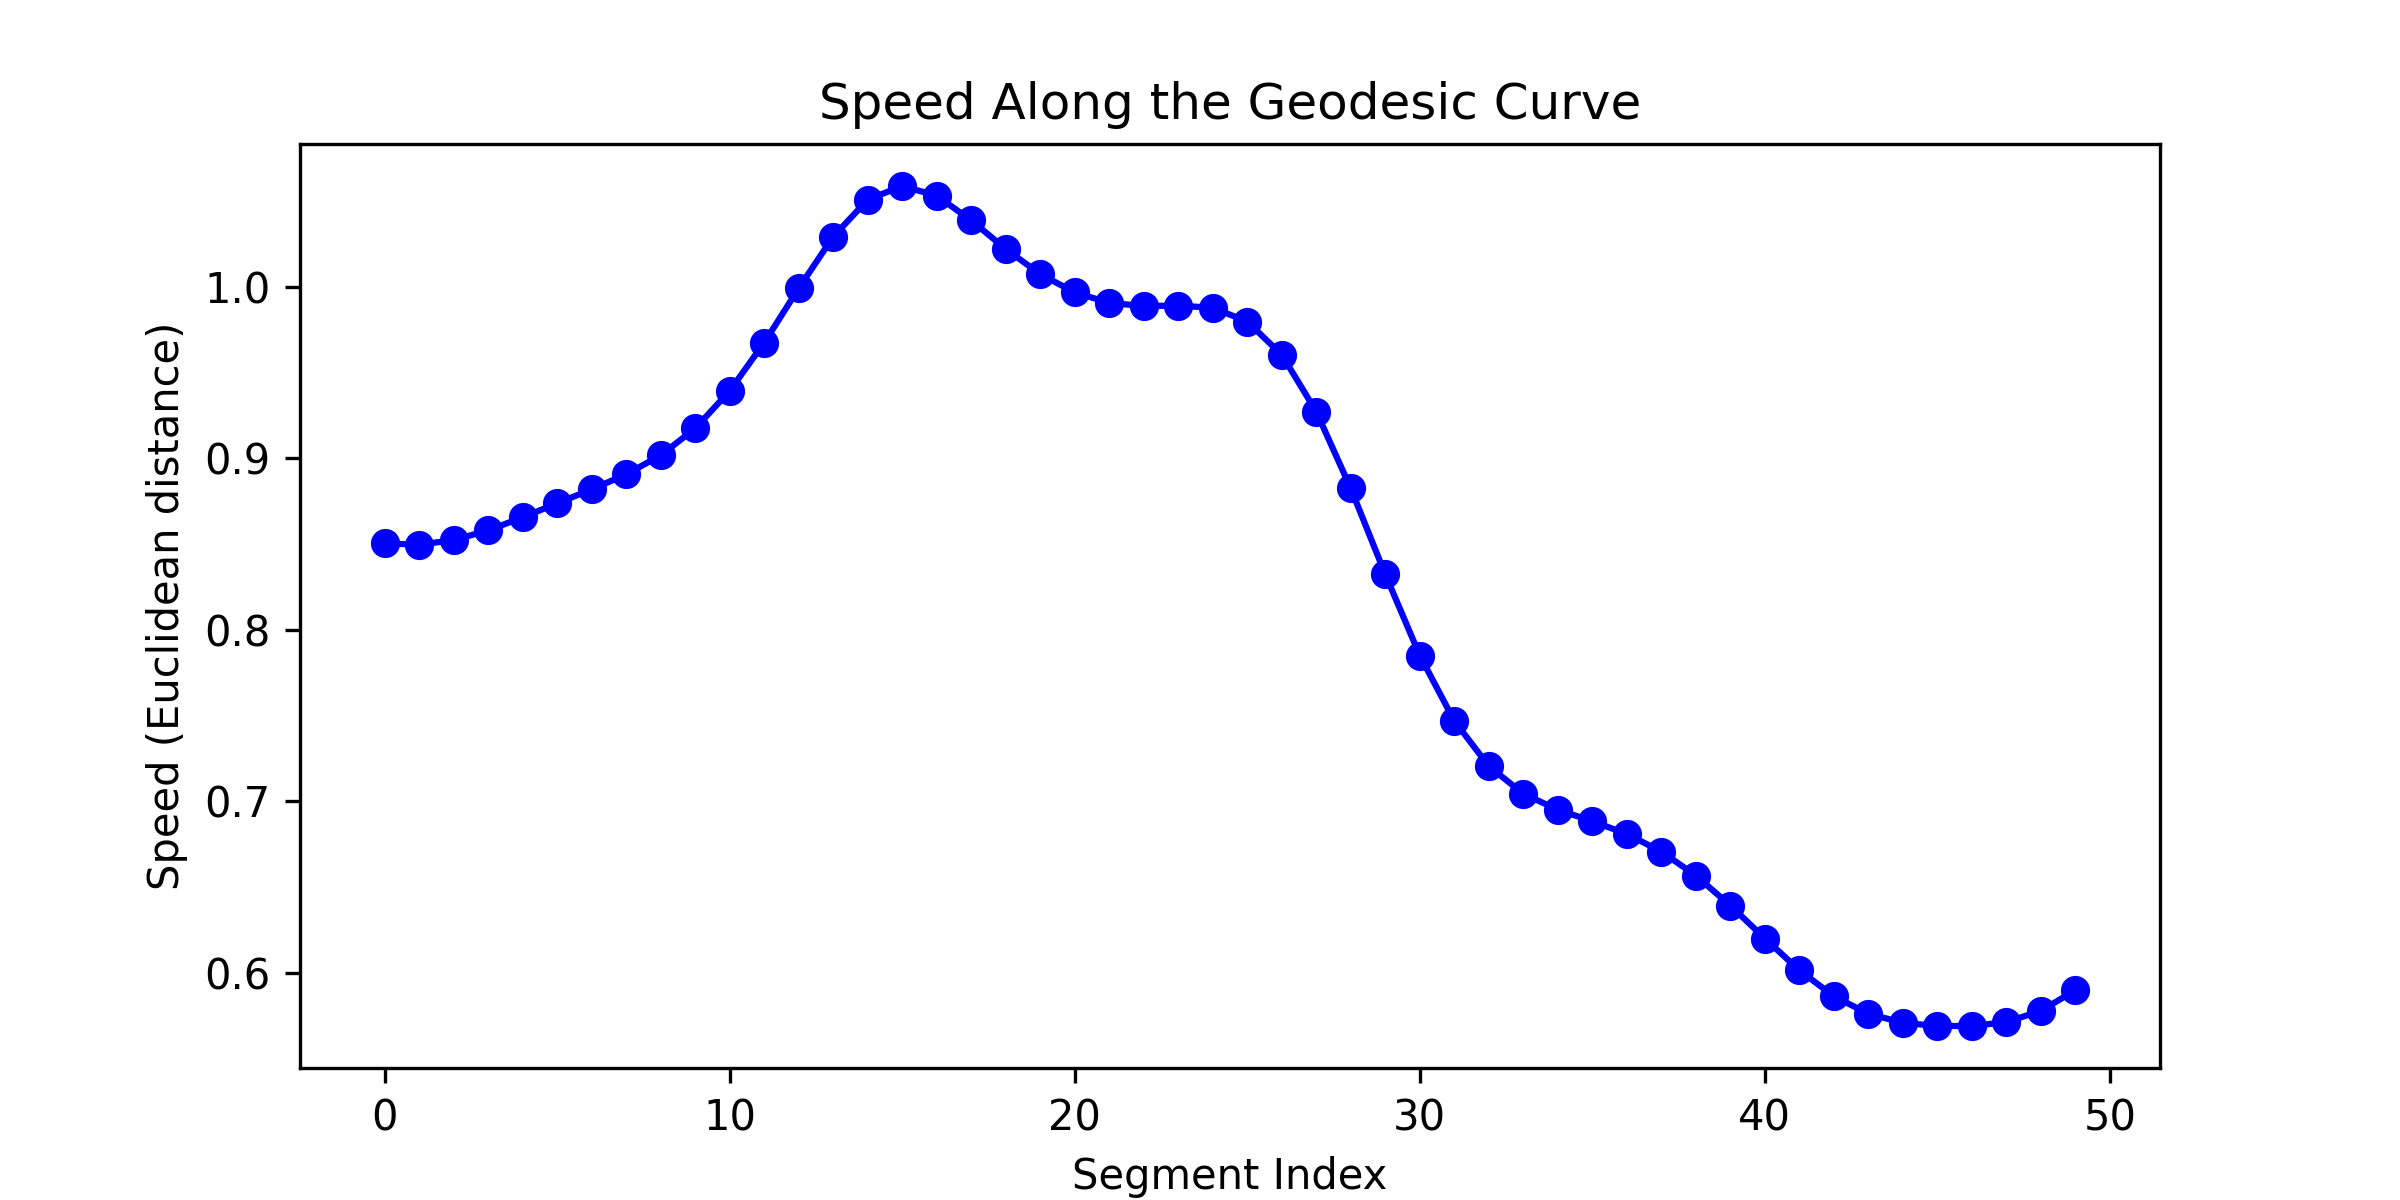 Speed Along the Geodesic Curve
Speed (Euclidean distance)
1.0
0.9
0.8
0.7
0.6
0 10 20 30 40 50
Segment Index